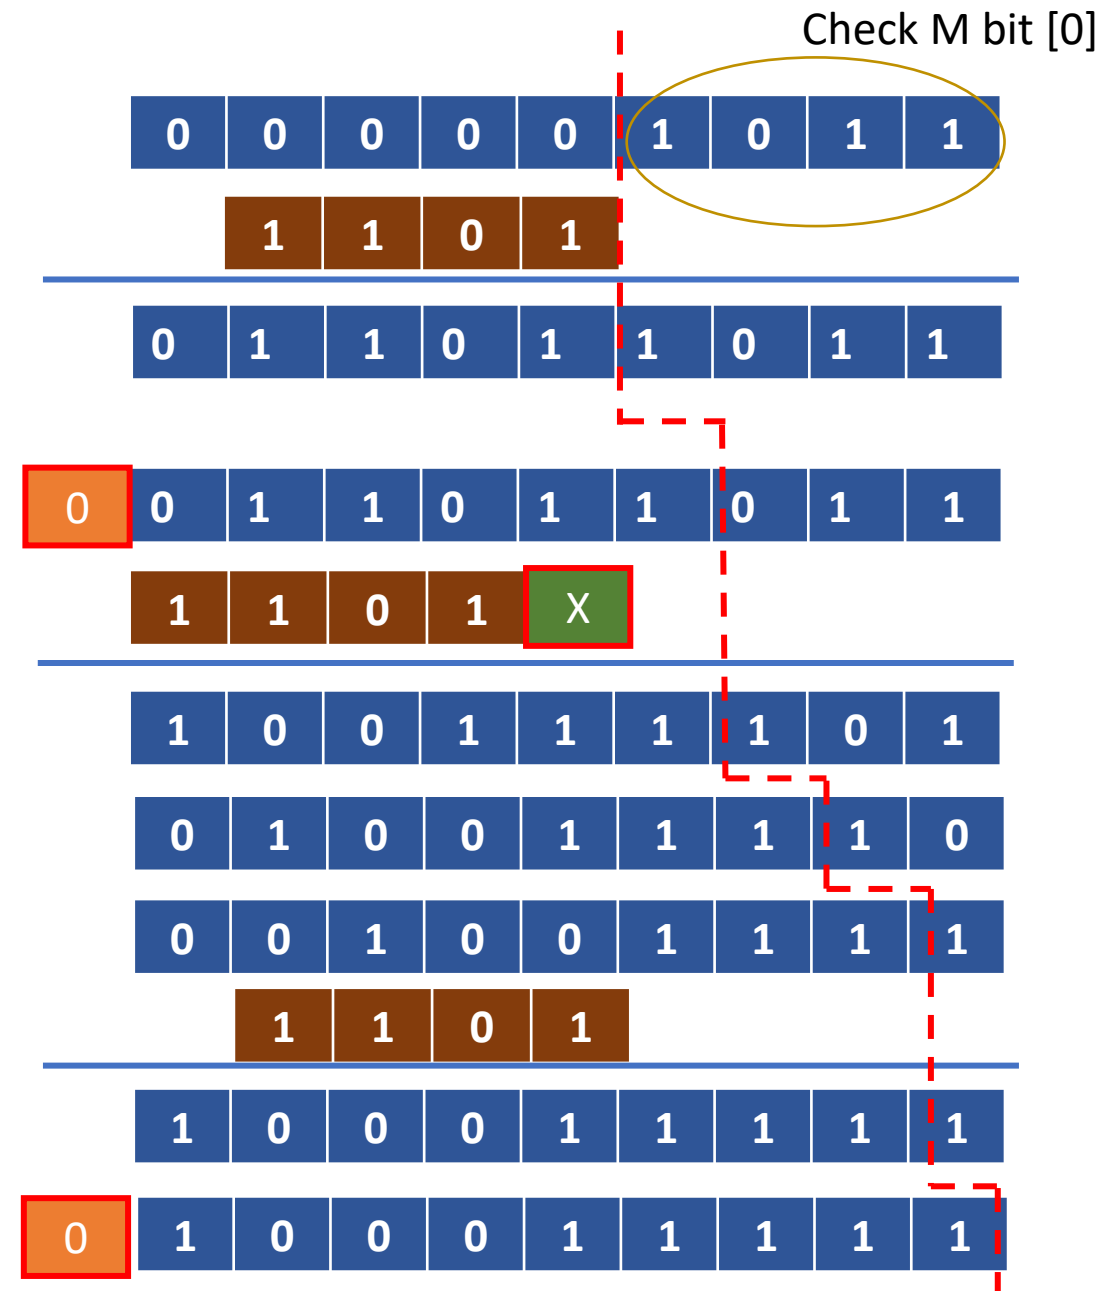 Check M bit [0]
0 0 0 0 0 1 0 1 1
1 1 0 1
0 1 1 0 1 1 0 1 1
0 0 1 1 0 1 1 0 1 1
1 1 0 1 X
1 0 0 1 1 1 1 0 1
0 1 0 0 1 1 1 1 0
0 0 1 0 0 1 1 1 1
1 1 0 1
1 0 0 0 1 1 1 1 1
0 1 0 0 0 1 1 1 1 1